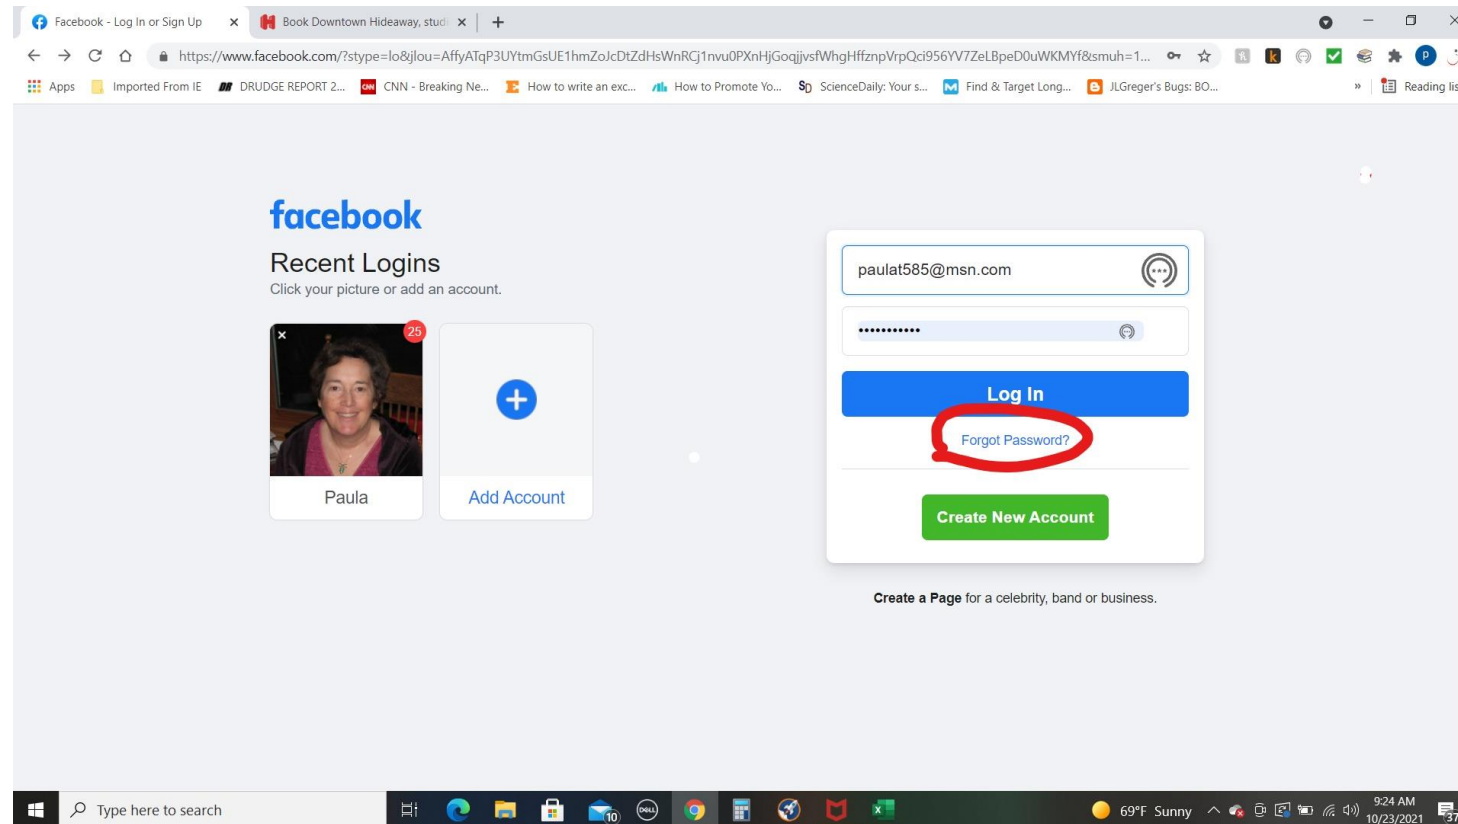 Facebook - Log In or Sign Up
Book Downtown Hideaway, studi
https://www.facebook.com/?stype=lo&jlou=AffyATqP3UYtmGsUE1hmZoJcDtZdHsWnRCj1nvu0PXnHjGoqjjvsfWhgHffznpVrpQci956YV7ZeLBpeD0uWKMYf&smuh=1...
Apps Imported From IE DRUDGE REPORT 2... CNN - Breaking Ne... How to write an exc... How to Promote Yo... ScienceDaily: Your s... Find & Target Long... JLGreger's Bugs: BO... » Reading lis
facebook
Recent Logins
Click your picture or add an account.
25
Paula
Add Account
paulat585@msn.com
Log In
Forgot Password?
Create New Account
Create a Page for a celebrity, band or business.
Type here to search
10
DELL
69°F Sunny
9:24 AM
10/23/2021
37